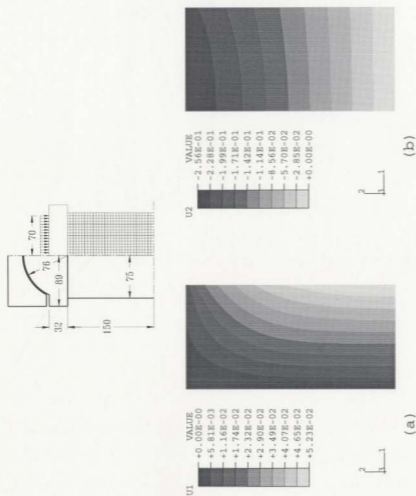 70
76
89
32
75
150
U1 VALUE
+0.00E+00
+5.81E-03
+1.16E-02
+1.74E-02
+2.32E-02
+2.90E-02
+3.49E-02
+4.07E-02
+4.65E-02
+5.23E-02
2
3 1
(a)
U2 VALUE
-2.56E-01
-2.28E-01
-1.99E-01
-1.71E-01
-1.42E-01
-1.14E-01
-8.56E-02
-5.70E-02
-2.85E-02
+0.00E+00
2
3 1
(b)